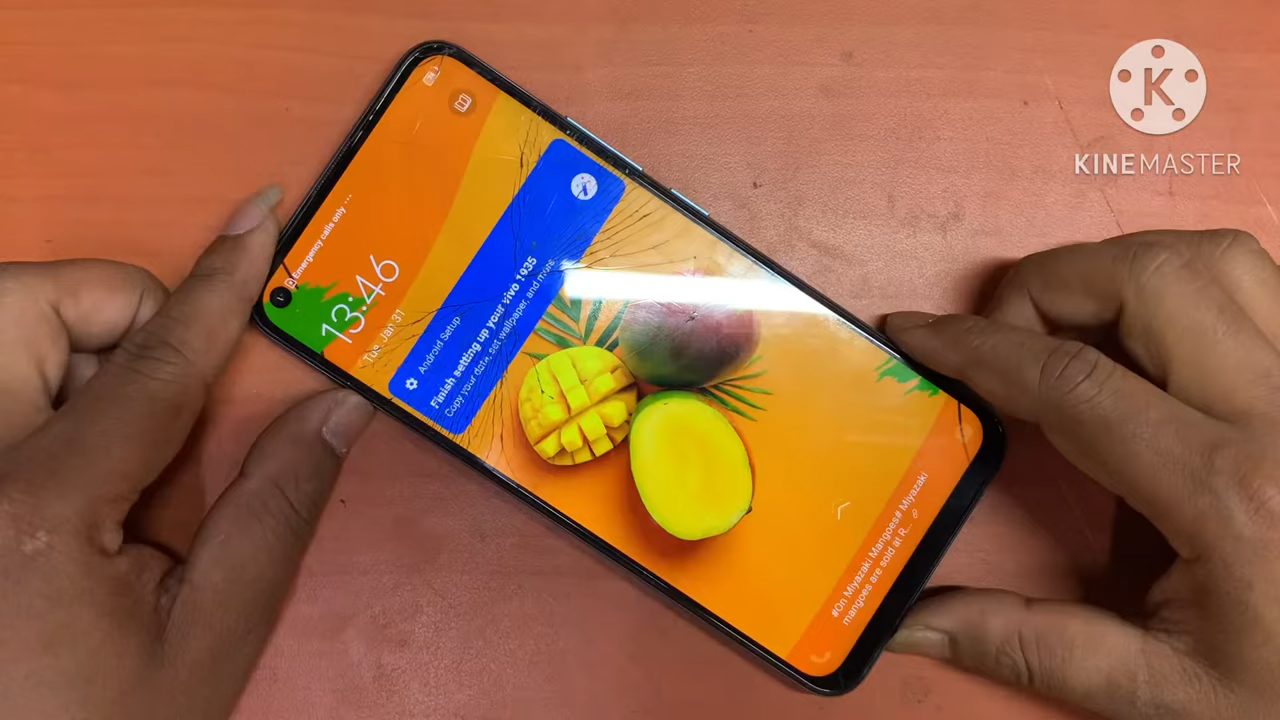 K
KINEMASTER
Emergency calls only ...
13:46
Tue, Jan 31
Android Setup
Finish setting up your vivo 1935
Copy your data, set wallpaper, and more
#On Miyazaki Mangoes# Miyazaki
mangoes are sold at R...